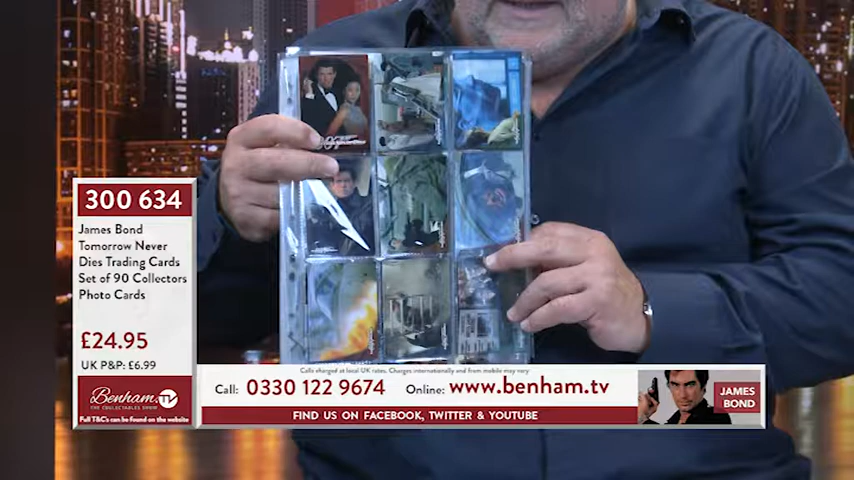 300 634
James Bond
Tomorrow Never
Dies Trading Cards
Set of 90 Collectors
Photo Cards
£24.95
UK P&P: £6.99
Benham TV
THE COLLECTABLES SHOW
Full T&C's can be found on the website
Calls charged at local UK rates. Charges internationally and from mobile may vary
Call: 0330 122 9674 Online: www.benham.tv
FIND US ON FACEBOOK, TWITTER & YOUTUBE
JAMES
BOND